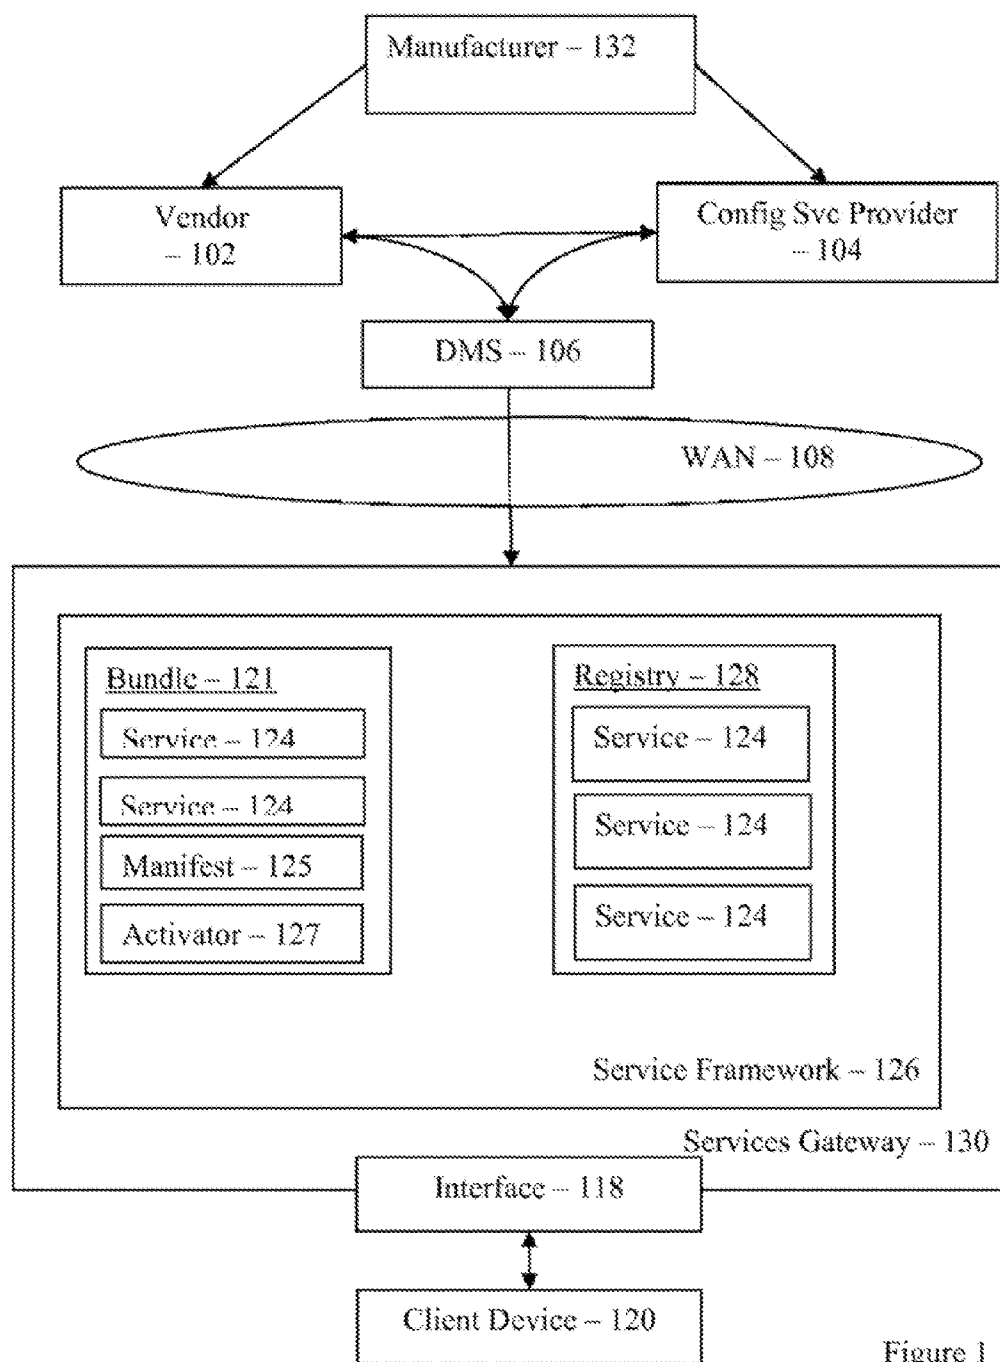 Manufacturer – 132
Vendor
– 102
Config Svc Provider
– 104
DMS – 106
WAN – 108
Bundle – 121
Service – 124
Service – 124
Manifest – 125
Activator – 127
Registry – 128
Service – 124
Service – 124
Service – 124
Service Framework – 126
Services Gateway – 130
Interface – 118
Client Device – 120
Figure 1